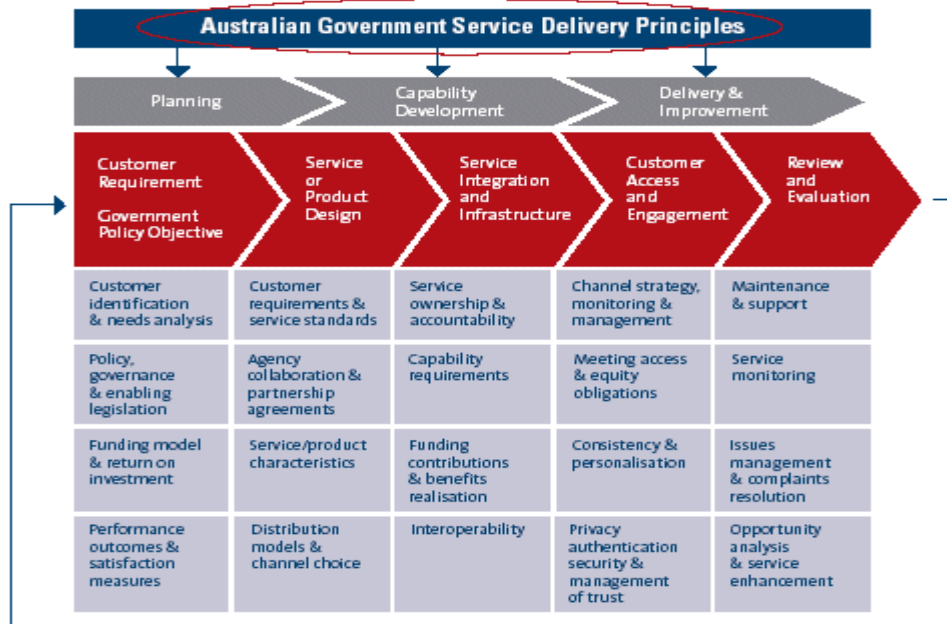 Australian Government Service Delivery Principles
Planning
Capability
Development
Delivery &
Improvement
Customer
Requirement
Government
Policy Objective
Service
or
Product
Design
Service
Integration
and
Infrastructure
Customer
Access
and
Engagement
Review
and
Evaluation
Customer
identification
& needs analysis
Customer
requirements &
service standards
Service
ownership &
accountability
Channel strategy,
monitoring &
management
Maintenance
& support
Policy,
governance
& enabling
legislation
Agency
collaboration &
partnership
agreements
Capability
requirements
Meeting access
& equity
obligations
Service
monitoring
Funding model
& return on
investment
Service/product
characteristics
Funding
contributions
& benefits
realisation
Consistency &
personalisation
Issues
management
& complaints
resolution
Performance
outcomes &
satisfaction
measures
Distribution
models &
channel choice
Interoperability
Privacy
authentication
security &
management
of trust
Opportunity
analysis
& service
enhancement